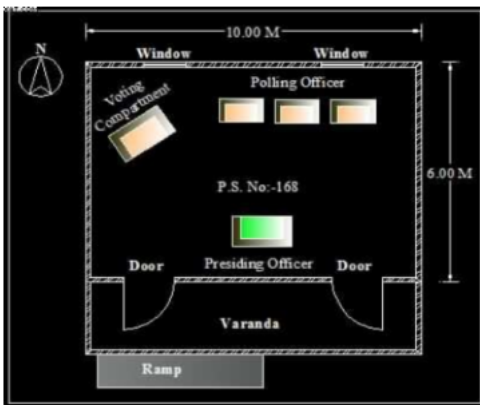 10.00 M
N
Window
Window
Polling Officer
Voting
Compartment
6.00 M
P.S. No:-168
Presiding Officer
Door
Door
Varanda
Ramp